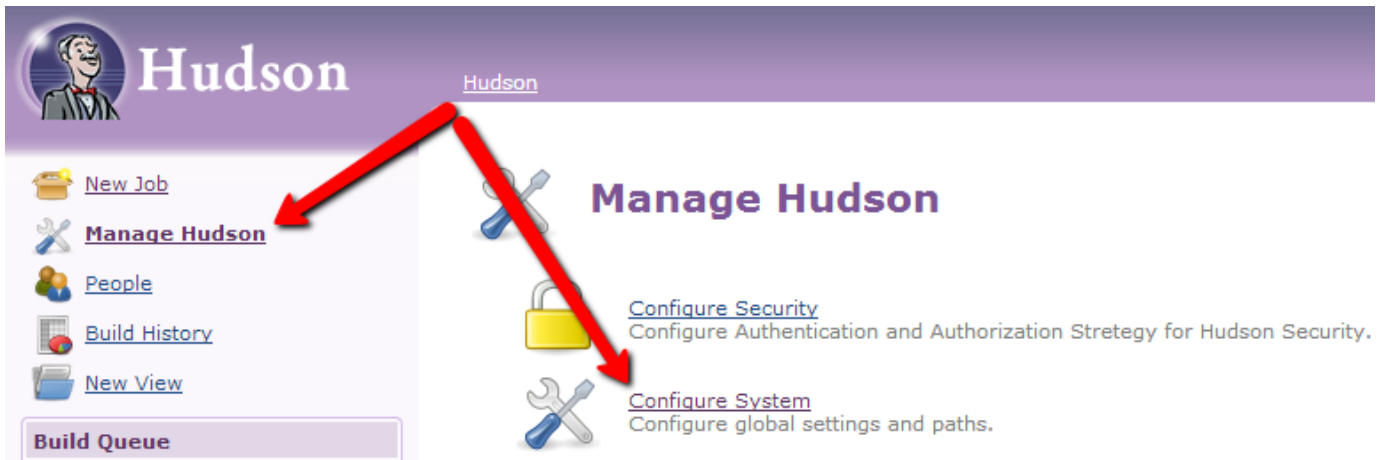 Hudson
Hudson
New Job
Manage Hudson
People
Build History
New View
Build Queue
Manage Hudson
Configure Security
Configure Authentication and Authorization Stretegy for Hudson Security.
Configure System
Configure global settings and paths.